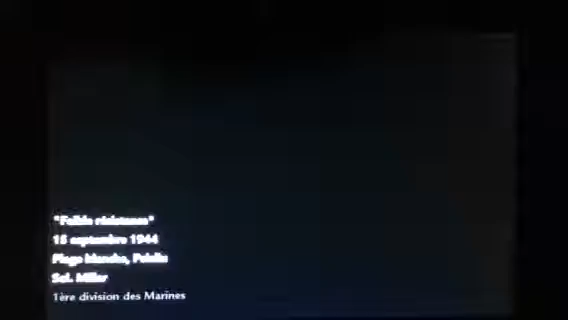 "Faible résistance"
15 septembre 1944
Plage blanche, Peleliu
Sol. Miller
1ère division des Marines